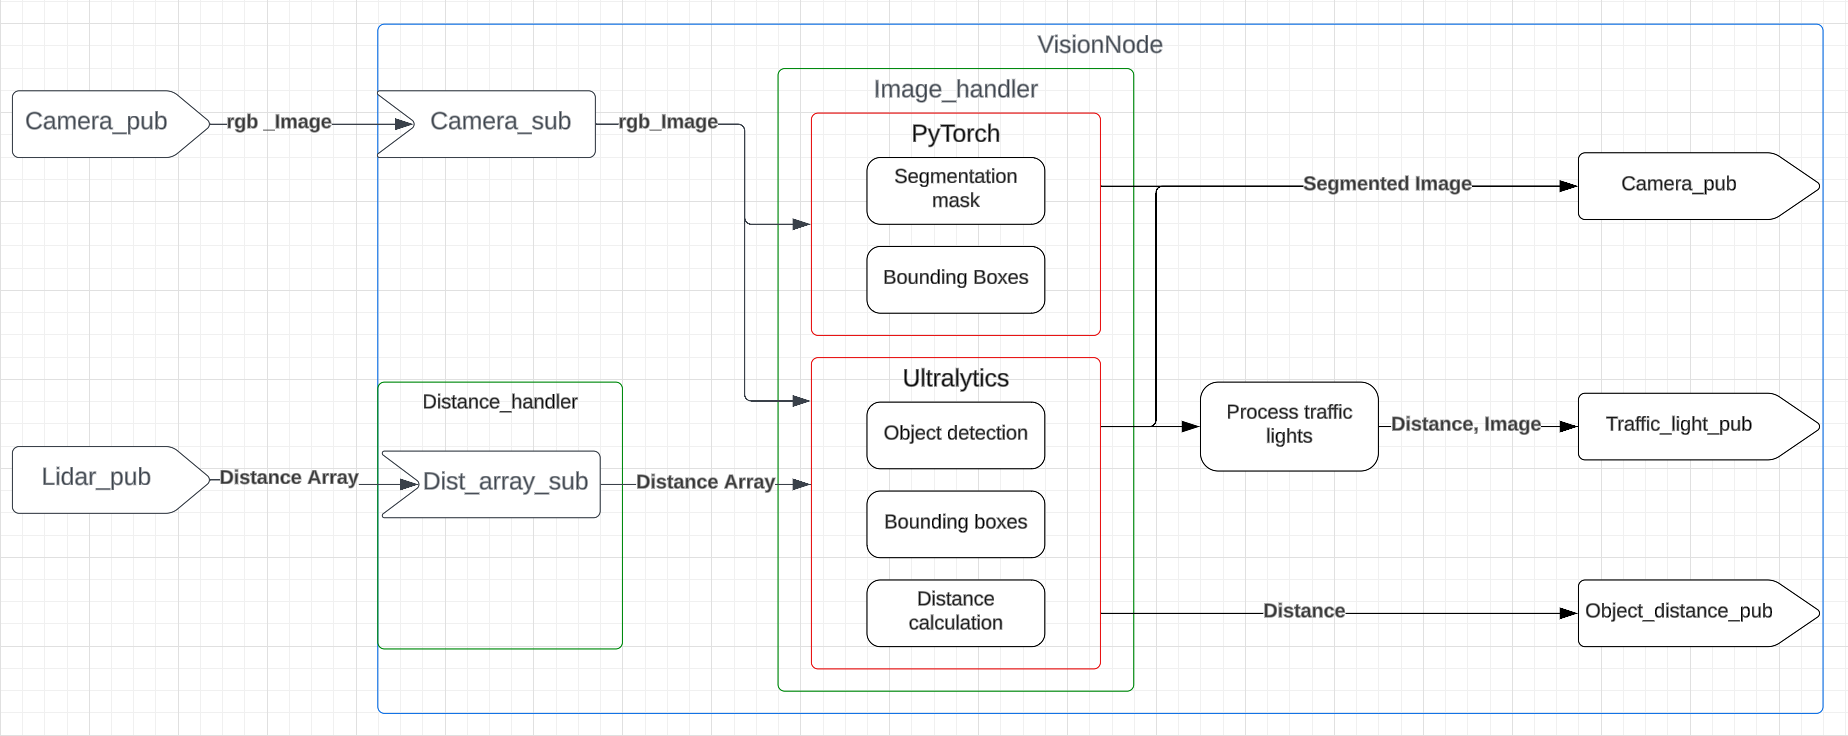 VisionNode
Image_handler
Camera_pub
rgb _Image
Camera_sub
rgb_Image
PyTorch
Segmentation
mask
Bounding Boxes
Segmented Image
Camera_pub
Distance_handler
Lidar_pub
Distance Array
Dist_array_sub
Distance Array
Ultralytics
Object detection
Bounding boxes
Distance
calculation
Process traffic
lights
Distance, Image
Traffic_light_pub
Distance
Object_distance_pub